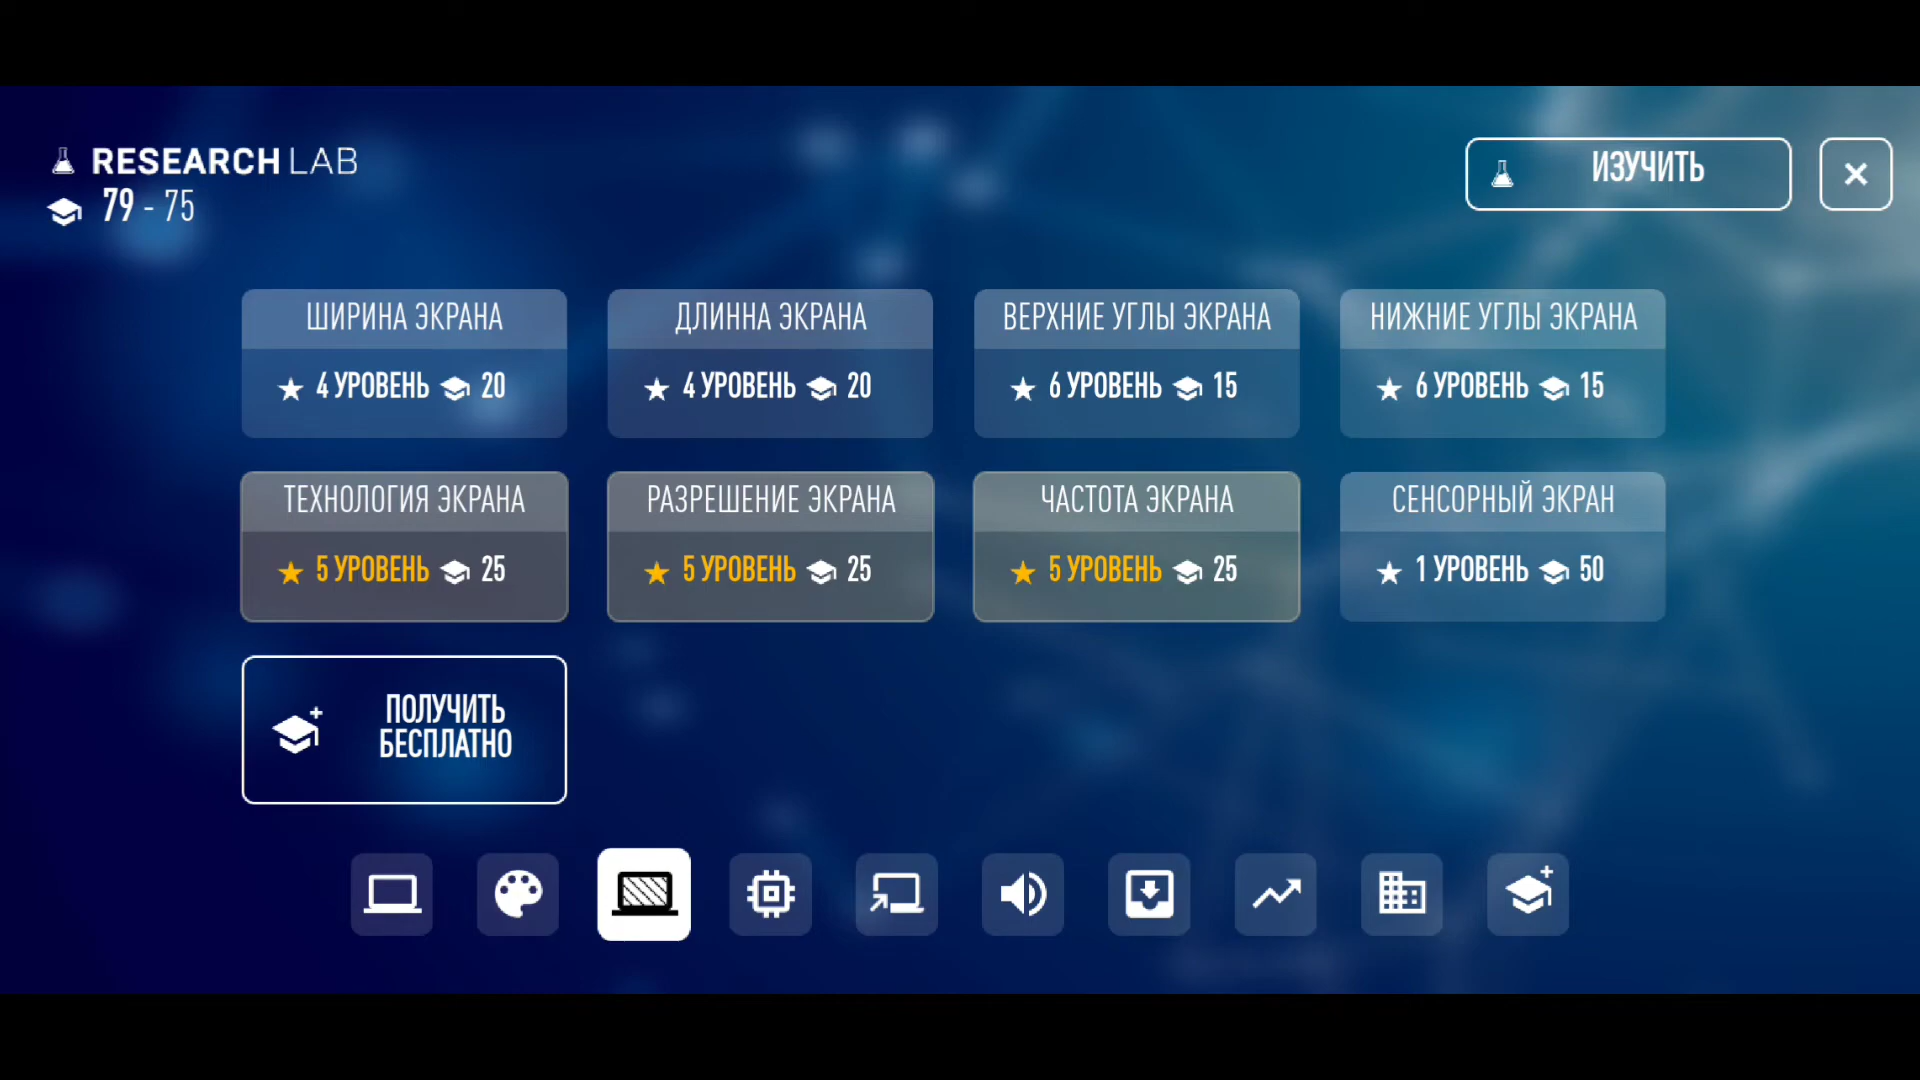 RESEARCH LAB
79 - 75
ИЗУЧИТЬ
ШИРИНА ЭКРАНА
4 УРОВЕНЬ 20
ДЛИННА ЭКРАНА
4 УРОВЕНЬ 20
ВЕРХНИЕ УГЛЫ ЭКРАНА
6 УРОВЕНЬ 15
НИЖНИЕ УГЛЫ ЭКРАНА
6 УРОВЕНЬ 15
ТЕХНОЛОГИЯ ЭКРАНА
5 УРОВЕНЬ 25
РАЗРЕШЕНИЕ ЭКРАНА
5 УРОВЕНЬ 25
ЧАСТОТА ЭКРАНА
5 УРОВЕНЬ 25
СЕНСОРНЫЙ ЭКРАН
1 УРОВЕНЬ 50
ПОЛУЧИТЬ
БЕСПЛАТНО